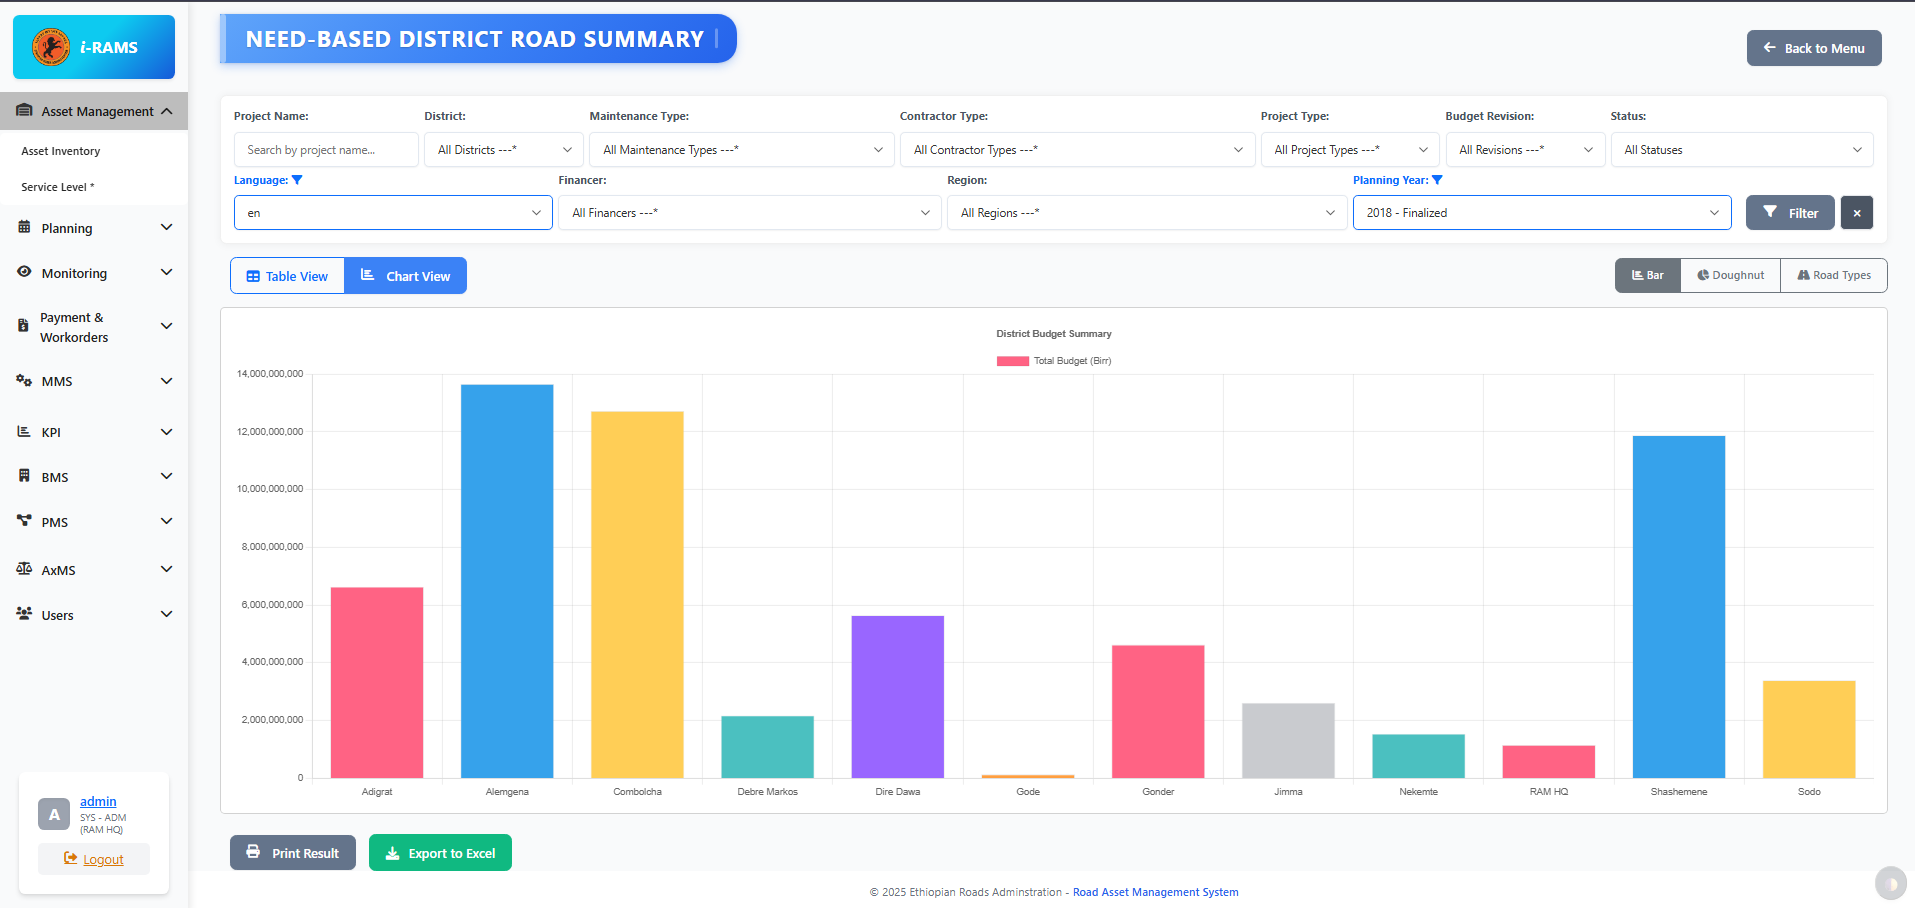 i-RAMS
NEED-BASED DISTRICT ROAD SUMMARY
Back to Menu
Asset Management
Asset Inventory
Service Level *
Planning
Monitoring
Payment &
Workorders
MMS
KPI
BMS
PMS
AxMS
Users
Project Name:
District:
Maintenance Type:
Contractor Type:
Project Type:
Budget Revision:
Status:
Search by project name...
All Districts ---*
All Maintenance Types ---*
All Contractor Types ---*
All Project Types ---*
All Revisions ---*
All Statuses
Language:
Financer:
Region:
Planning Year:
en
All Financers ---*
All Regions ---*
2018 - Finalized
Filter
×
Table View
Chart View
Bar
Doughnut
Road Types
District Budget Summary
Total Budget (Birr)
14,000,000,000
12,000,000,000
10,000,000,000
8,000,000,000
6,000,000,000
4,000,000,000
2,000,000,000
0
Adigrat
Alemgena
Combolcha
Debre Markos
Dire Dawa
Gode
Gonder
Jimma
Nekemte
RAM HQ
Shashemene
Sodo
A
admin
SYS - ADM
(RAM HQ)
Logout
Print Result
Export to Excel
© 2025 Ethiopian Roads Adminstration - Road Asset Management System